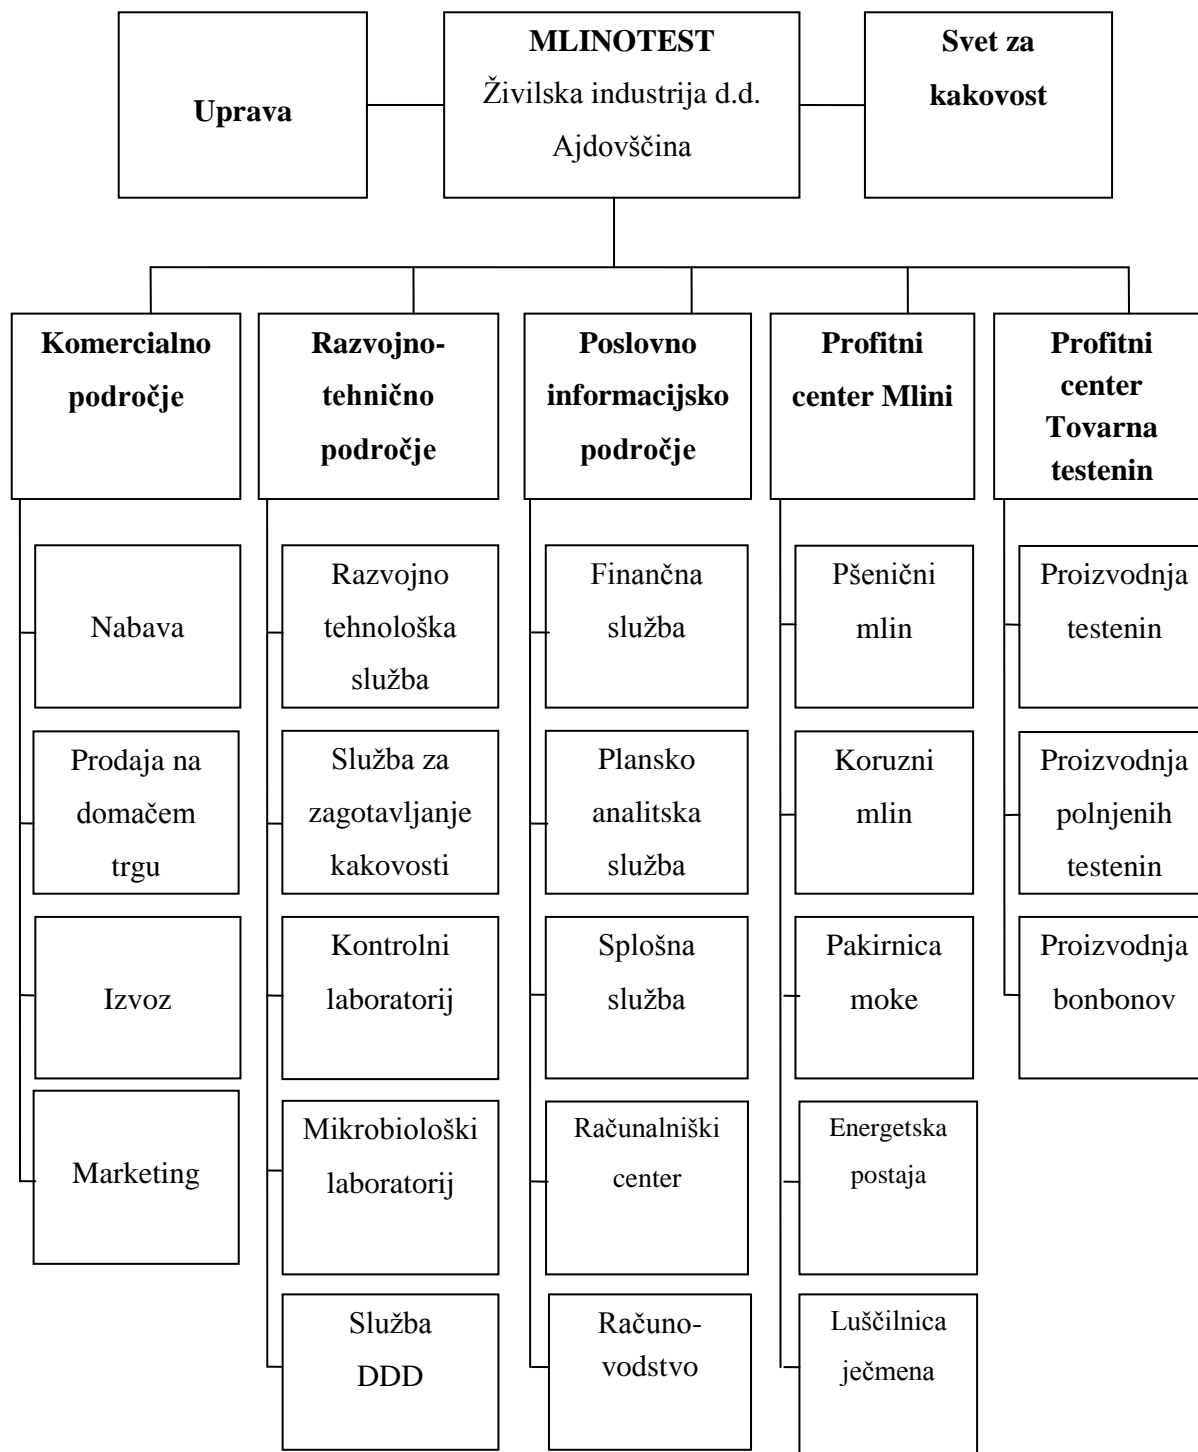 Uprava
MLINOTEST
Živilska industrija d.d.
Ajdovščina
Svet za
kakovost
Komercialno
področje
Razvojno-
tehnično
področje
Poslovno
informacijsko
področje
Profitni
center Mlini
Profitni
center
Tovarna
testenin
Nabava
Prodaja na
domačem
trgu
Izvoz
Marketing
Razvojno
tehnološka
služba
Služba za
zagotavljanje
kakovosti
Kontrolni
laboratorij
Mikrobiološki
laboratorij
Služba
DDD
Finančna
služba
Plansko
analitska
služba
Splošna
služba
Računalniški
center
Računo-
vodstvo
Pšenični
mlin
Koruzni
mlin
Pakirnica
moke
Energetska
postaja
Luščilnica
ječmena
Proizvodnja
testenin
Proizvodnja
polnjenih
testenin
Proizvodnja
bonbonov